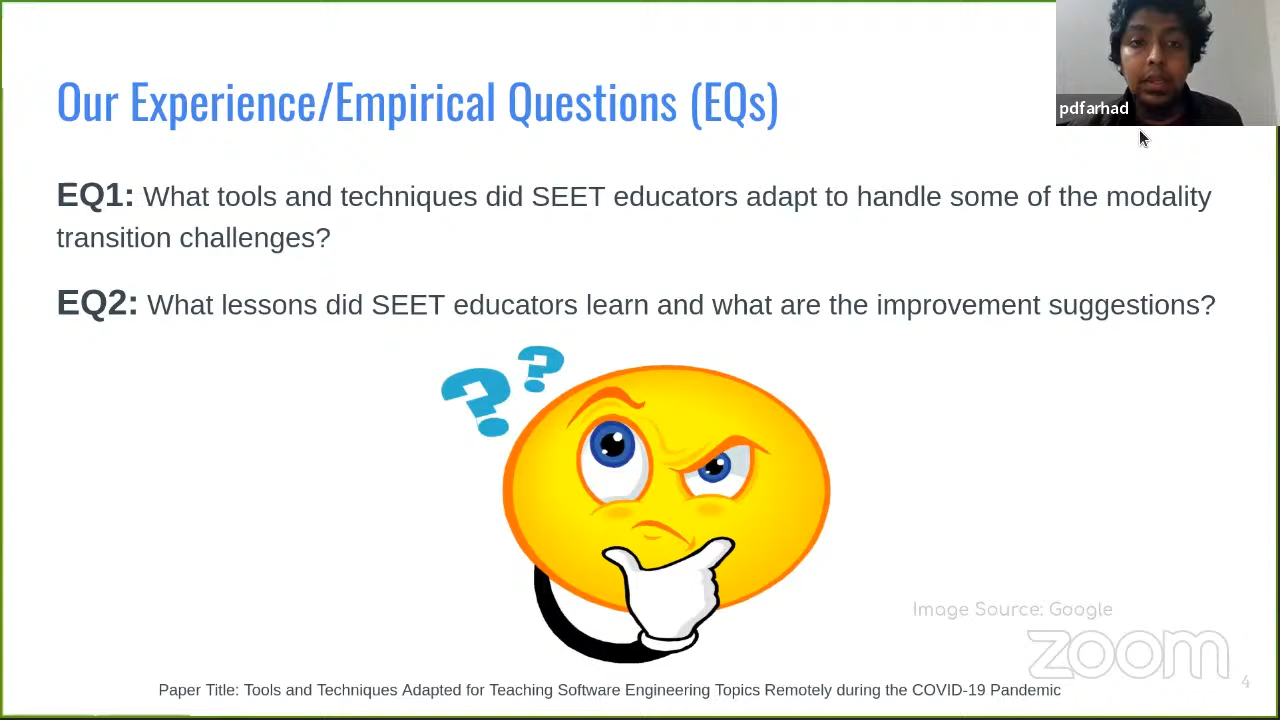 Our Experience/Empirical Questions (EQs)
pdfarhad
EQ1: What tools and techniques did SEET educators adapt to handle some of the modality
transition challenges?
EQ2: What lessons did SEET educators learn and what are the improvement suggestions?
? ?
Image Source: Google
zoom
Paper Title: Tools and Techniques Adapted for Teaching Software Engineering Topics Remotely during the COVID-19 Pandemic
4